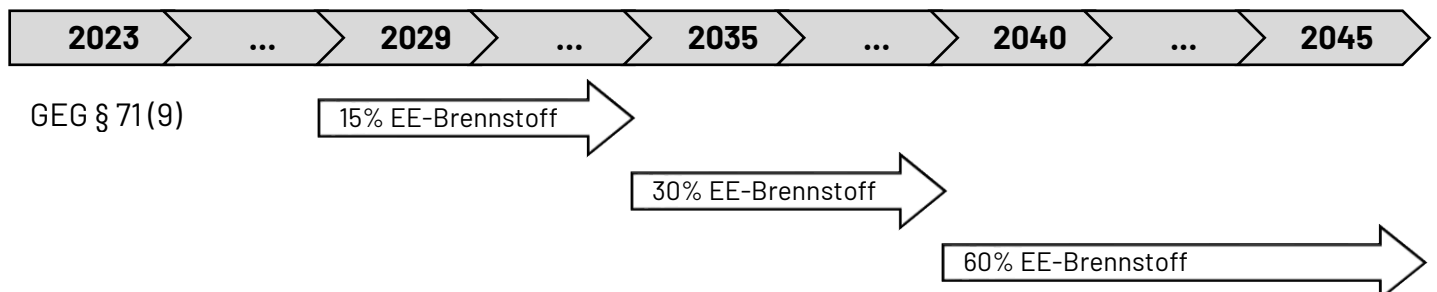 2023 ... 2029 ... 2035 ... 2040 ... 2045
GEG § 71 (9)
15% EE-Brennstoff
30% EE-Brennstoff
60% EE-Brennstoff